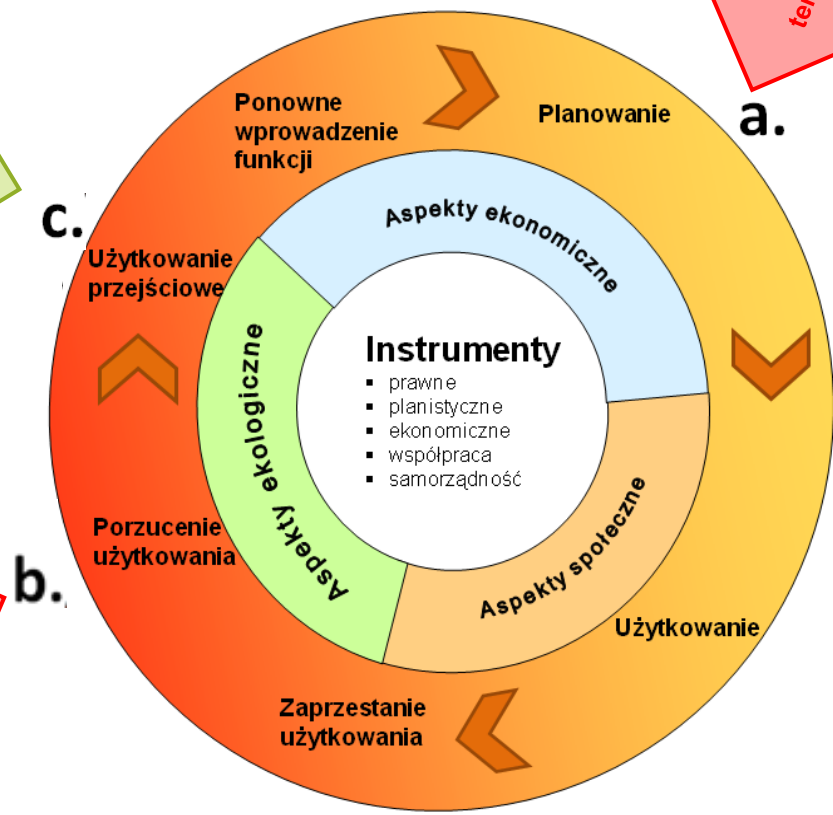 ter
Ponowne
wprowadzenie
funkcji
Planowanie
a.
c.
Aspekty ekonomiczne
Użytkowanie
przejściowe
Aspekty ekologiczne
Instrumenty
▪ prawne
▪ planistyczne
▪ ekonomiczne
▪ współpraca
▪ samorządność
Aspekty społeczne
Porzucenie
użytkowania
b.
Użytkowanie
Zaprzestanie
użytkowania